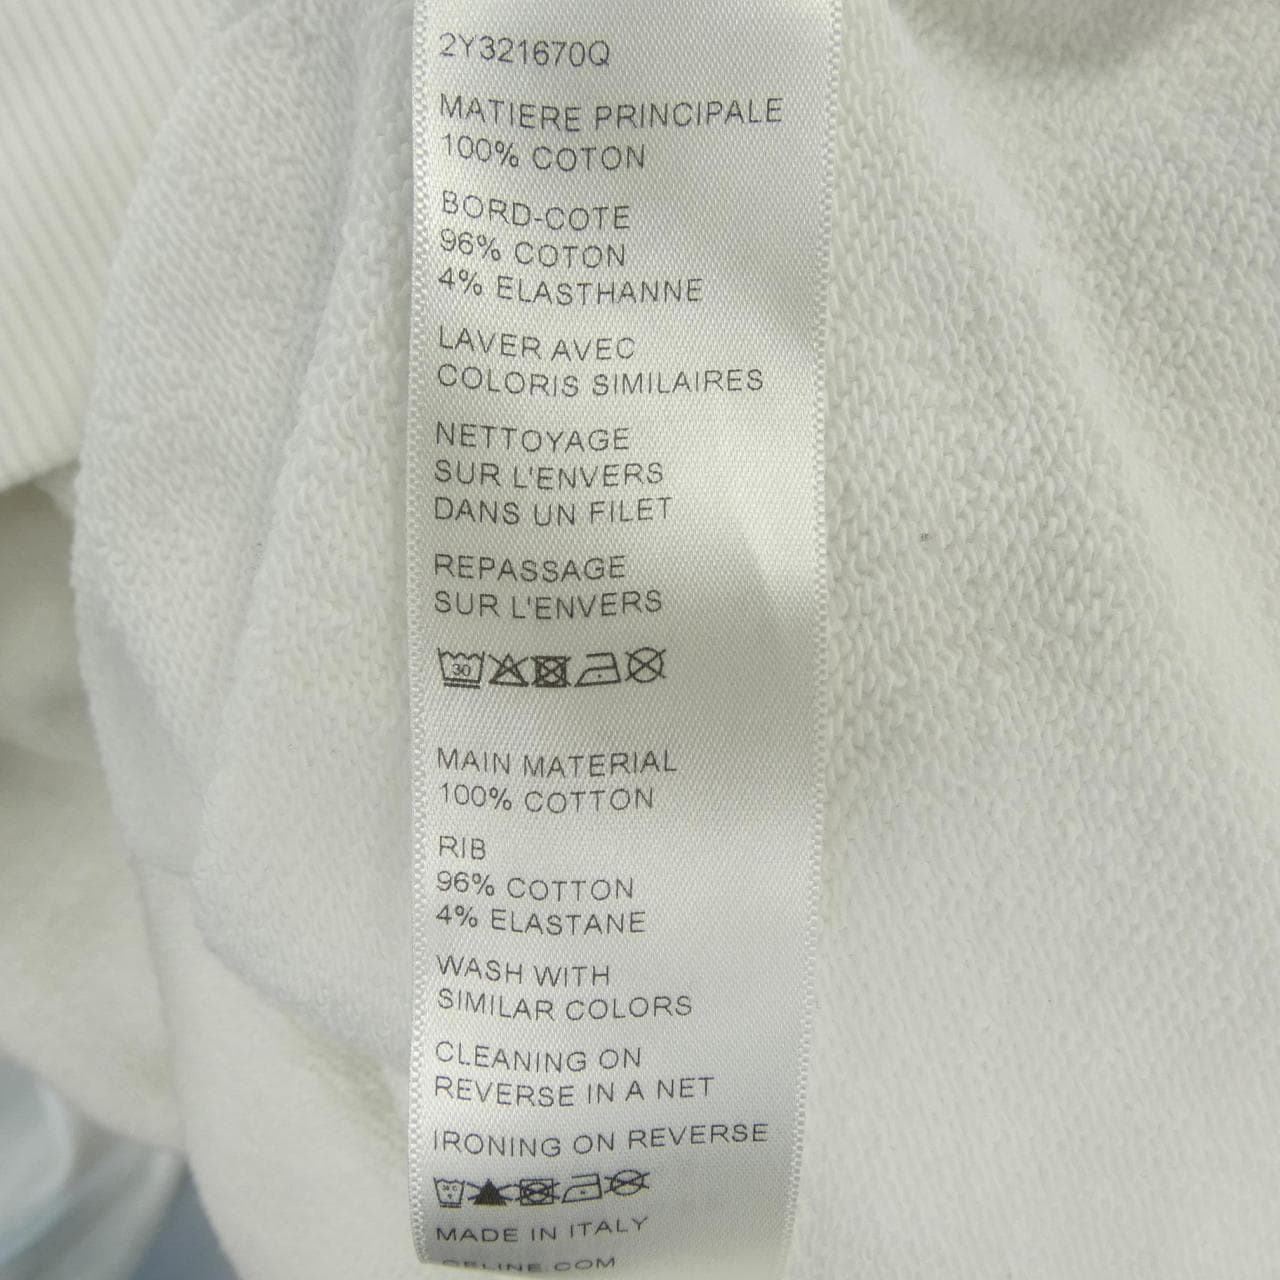 2Y321670Q
MATIERE PRINCIPALE
100% COTON
BORD-COTE
96% COTON
4% ELASTHANNE
LAVER AVEC
COLORIS SIMILAIRES
NETTOYAGE
SUR L'ENVERS
DANS UN FILET
REPASSAGE
SUR L'ENVERS
30
MAIN MATERIAL
100% COTTON
RIB
96% COTTON
4% ELASTANE
WASH WITH
SIMILAR COLORS
CLEANING ON
REVERSE IN A NET
IRONING ON REVERSE
MADE IN ITALY
CELINE.COM